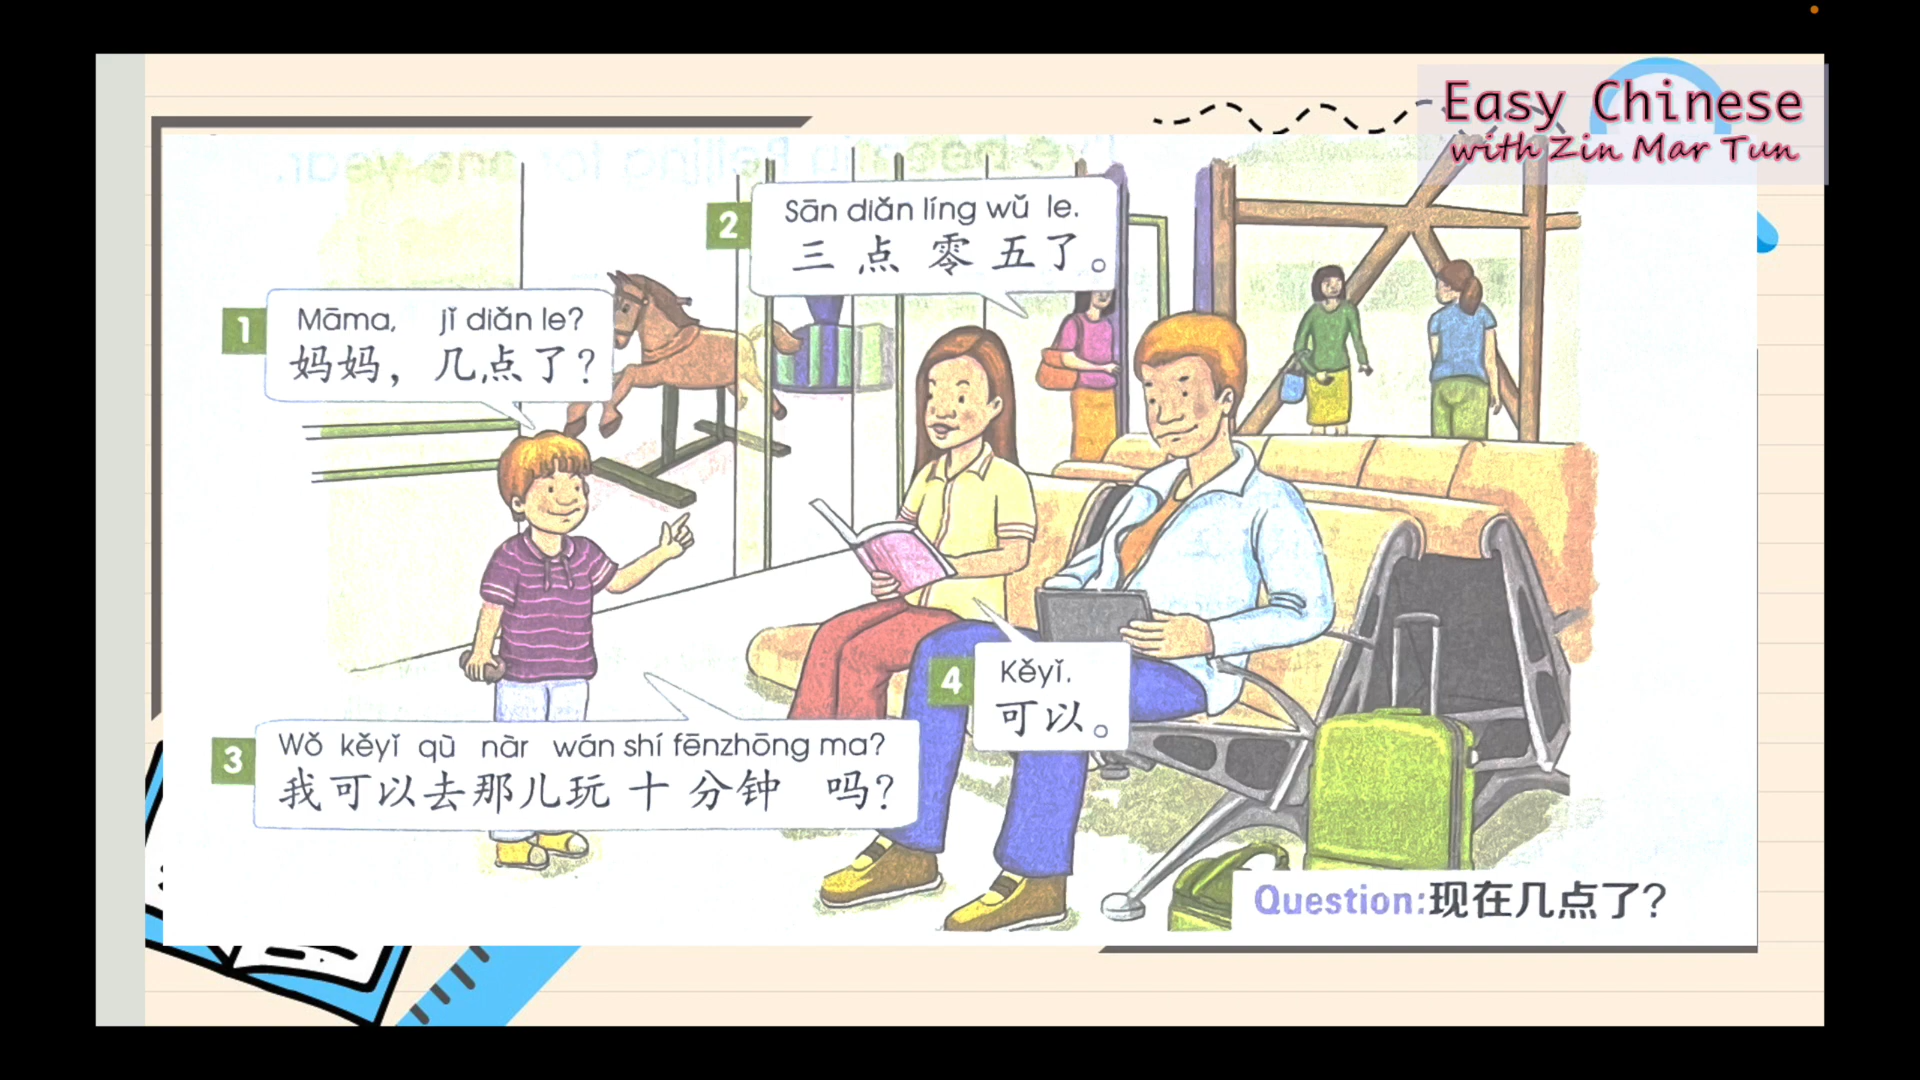 Easy Chinese
with Zin Mar Tun
1
Māma, jǐ diǎn le?
妈妈，几点了？
2
Sān diǎn líng wǔ le.
三点零五了。
3
Wǒ kěyǐ qù nàr wán shí fēnzhōng ma?
我可以去那儿玩十分钟吗？
4
Kěyǐ.
可以。
Question:现在几点了？